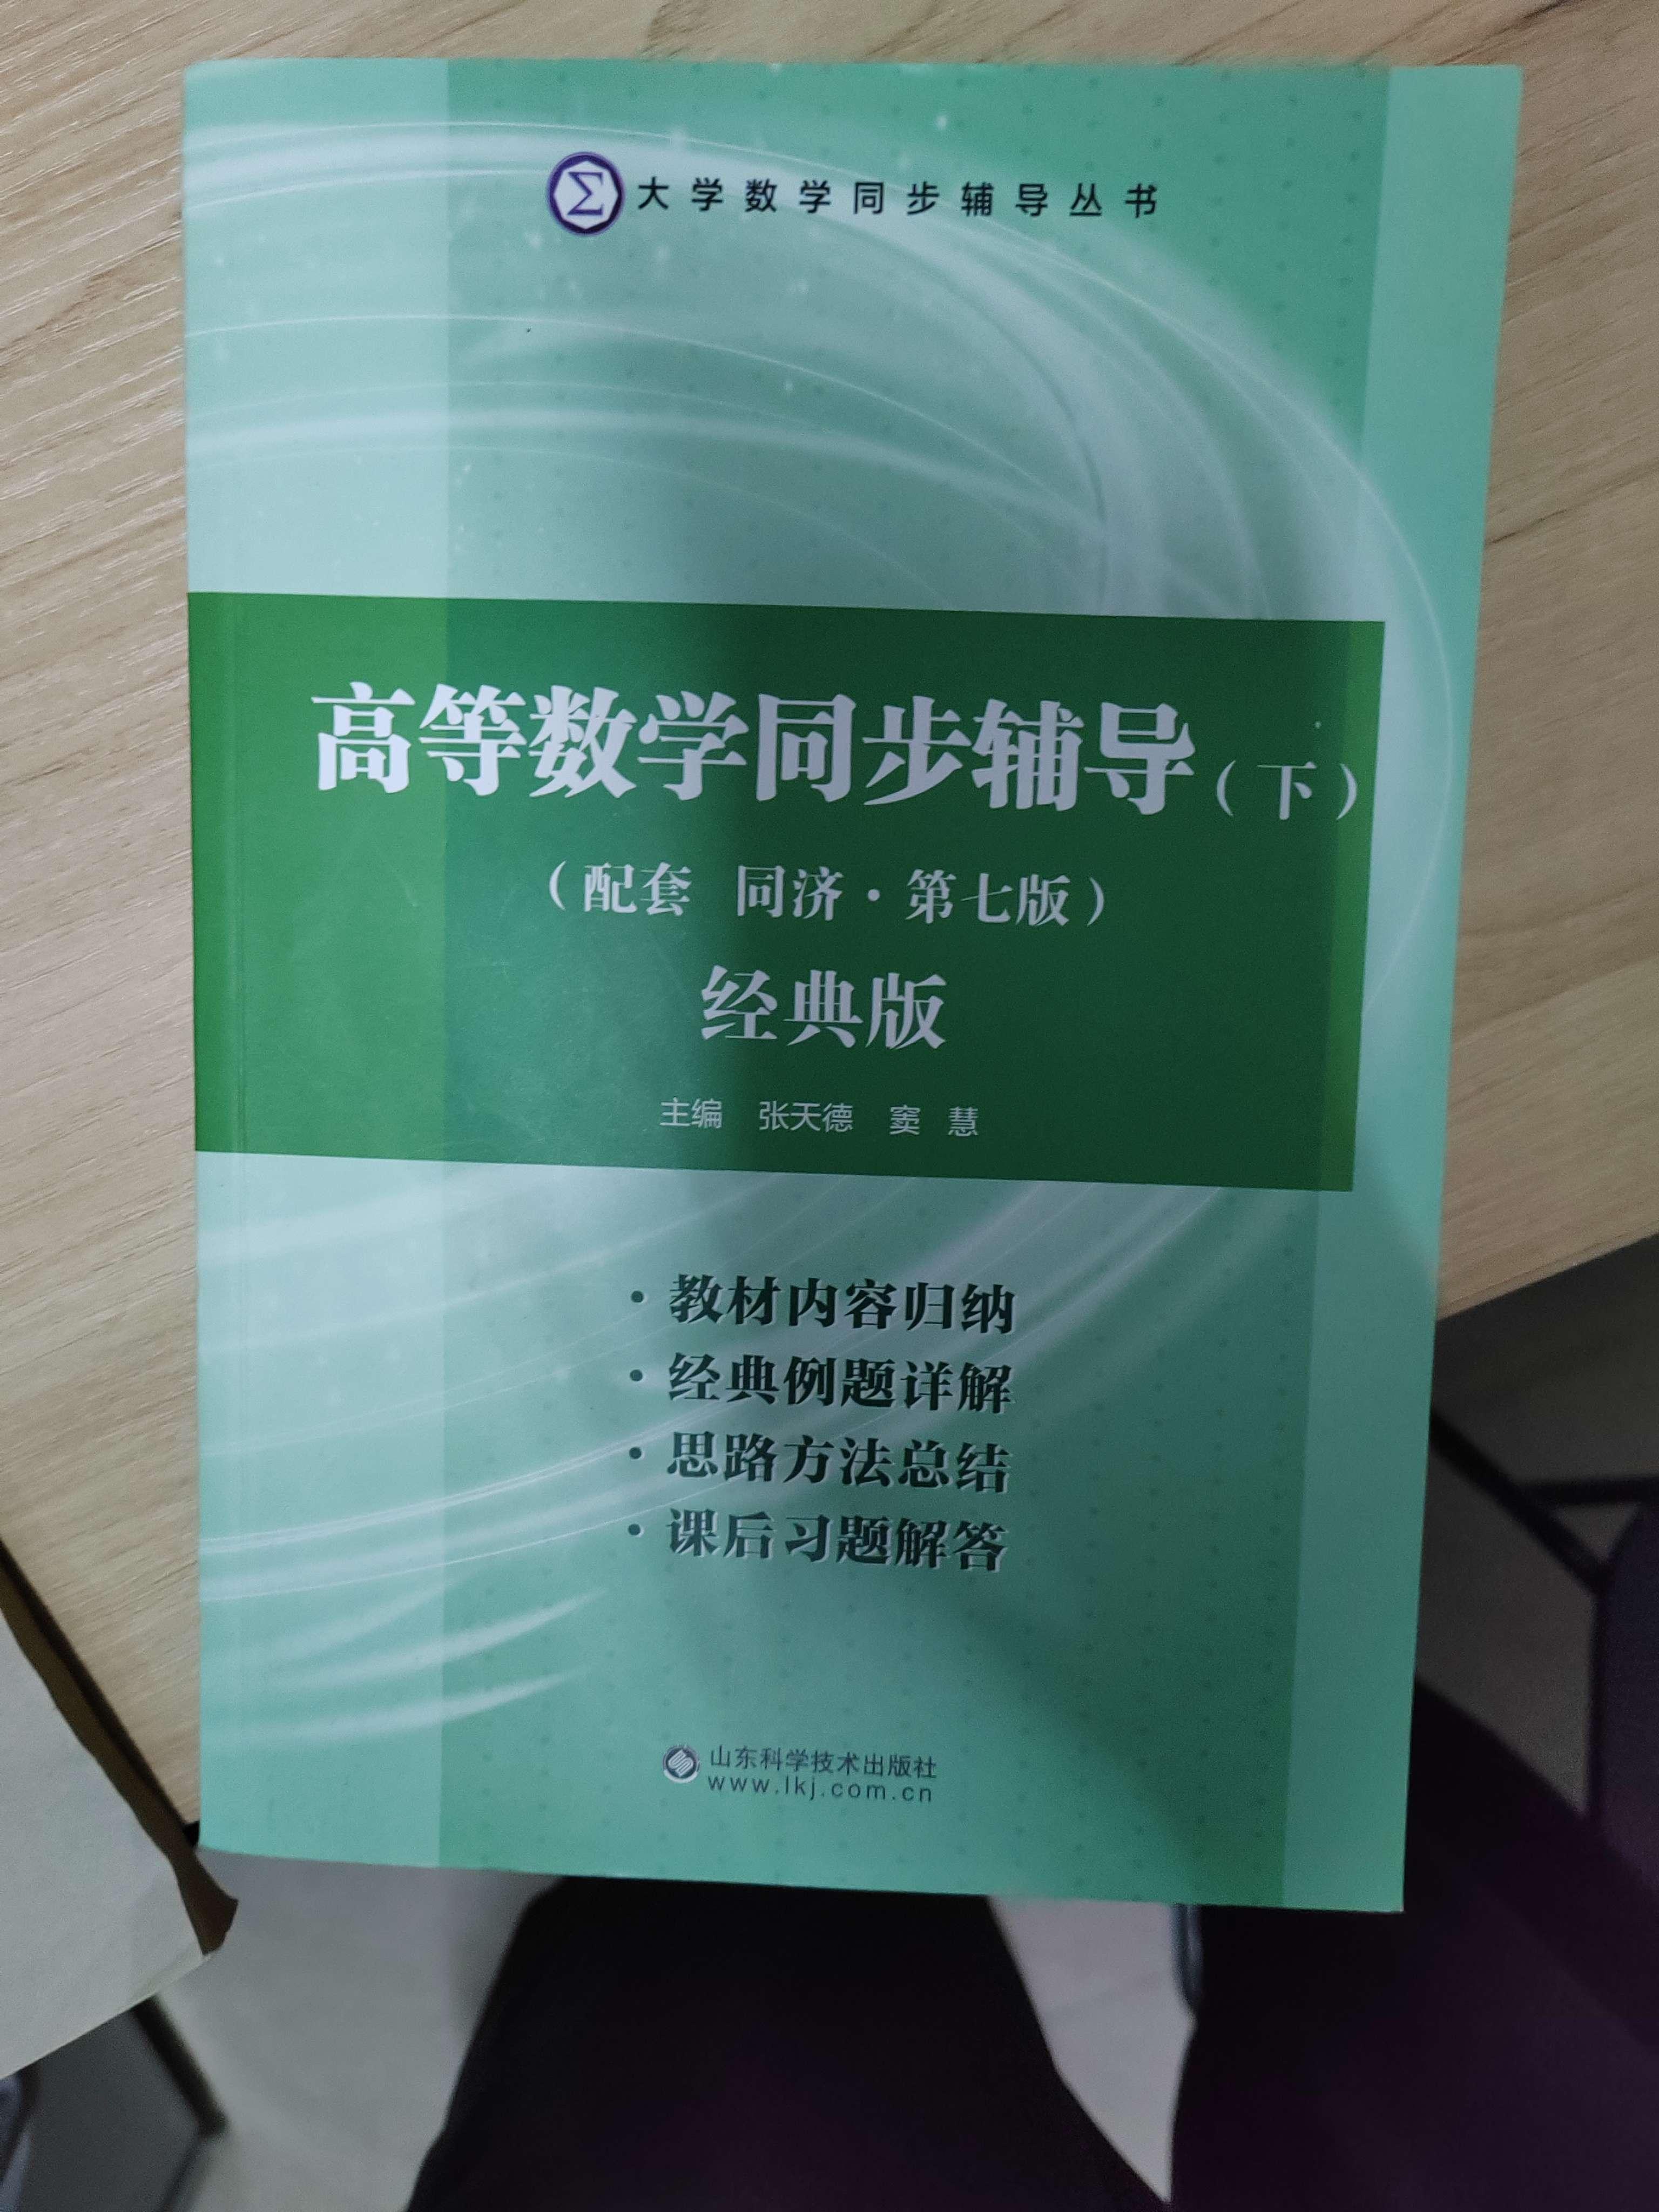 Σ 大学数学同步辅导丛书
高等数学同步辅导（下）
（配套 同济·第七版）
经典版
主编 张天德 窦慧
·教材内容归纳
·经典例题详解
·思路方法总结
·课后习题解答
山东科学技术出版社
www.lkj.com.cn